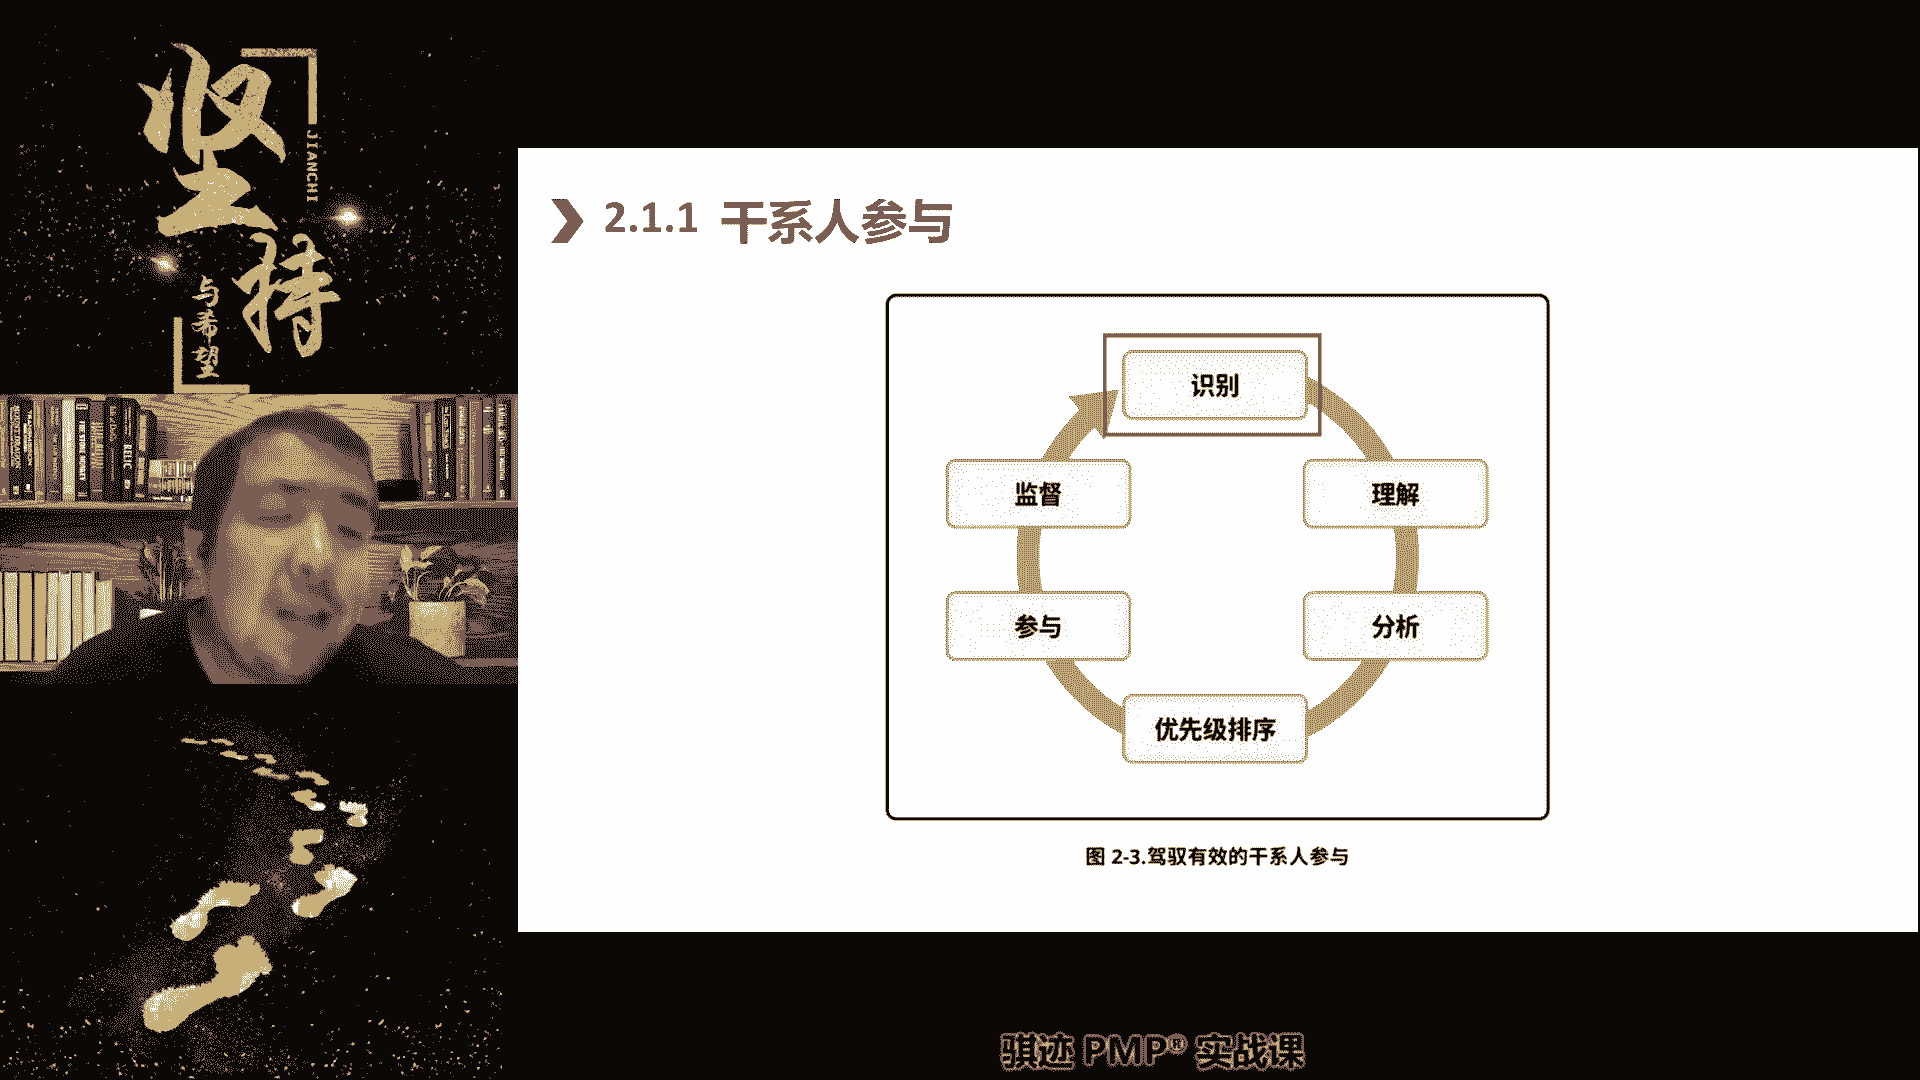 坚持
JIANCHI
与希望
2.1.1 干系人参与
识别
监督
理解
参与
分析
优先级排序
图 2-3.驾驭有效的干系人参与
骐迹 PMP® 实战课